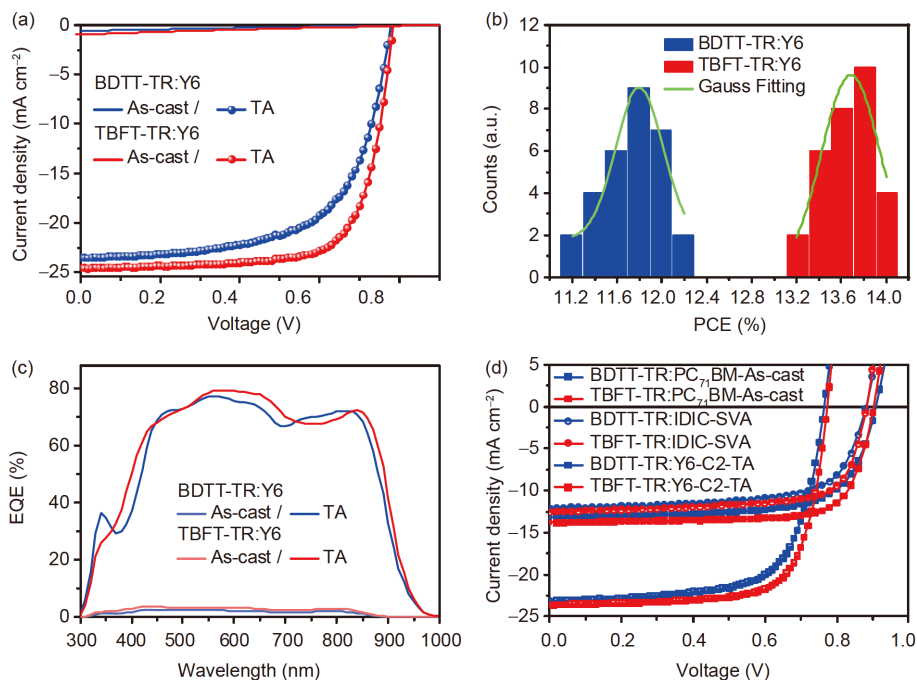 (a)
0
−5
−10
−15
−20
−25
Current density (mA cm⁻²)
BDTT-TR:Y6
As-cast / TA
TBFT-TR:Y6
As-cast / TA
0.0 0.2 0.4 0.6 0.8
Voltage (V)
(b)
12
10
8
6
4
2
0
Counts (a.u.)
BDTT-TR:Y6
TBFT-TR:Y6
Gauss Fitting
11.2 11.6 12.0 12.4 12.8 13.2 13.6 14.0
PCE (%)
(c)
80
60
40
20
0
EQE (%)
BDTT-TR:Y6
As-cast / TA
TBFT-TR:Y6
As-cast / TA
300 400 500 600 700 800 900 1000
Wavelength (nm)
(d)
5
0
−5
−10
−15
−20
−25
Current density (mA cm⁻²)
BDTT-TR:PC₇₁BM-As-cast
TBFT-TR:PC₇₁BM-As-cast
BDTT-TR:IDIC-SVA
TBFT-TR:IDIC-SVA
BDTT-TR:Y6-C2-TA
TBFT-TR:Y6-C2-TA
0.0 0.2 0.4 0.6 0.8 1.0
Voltage (V)